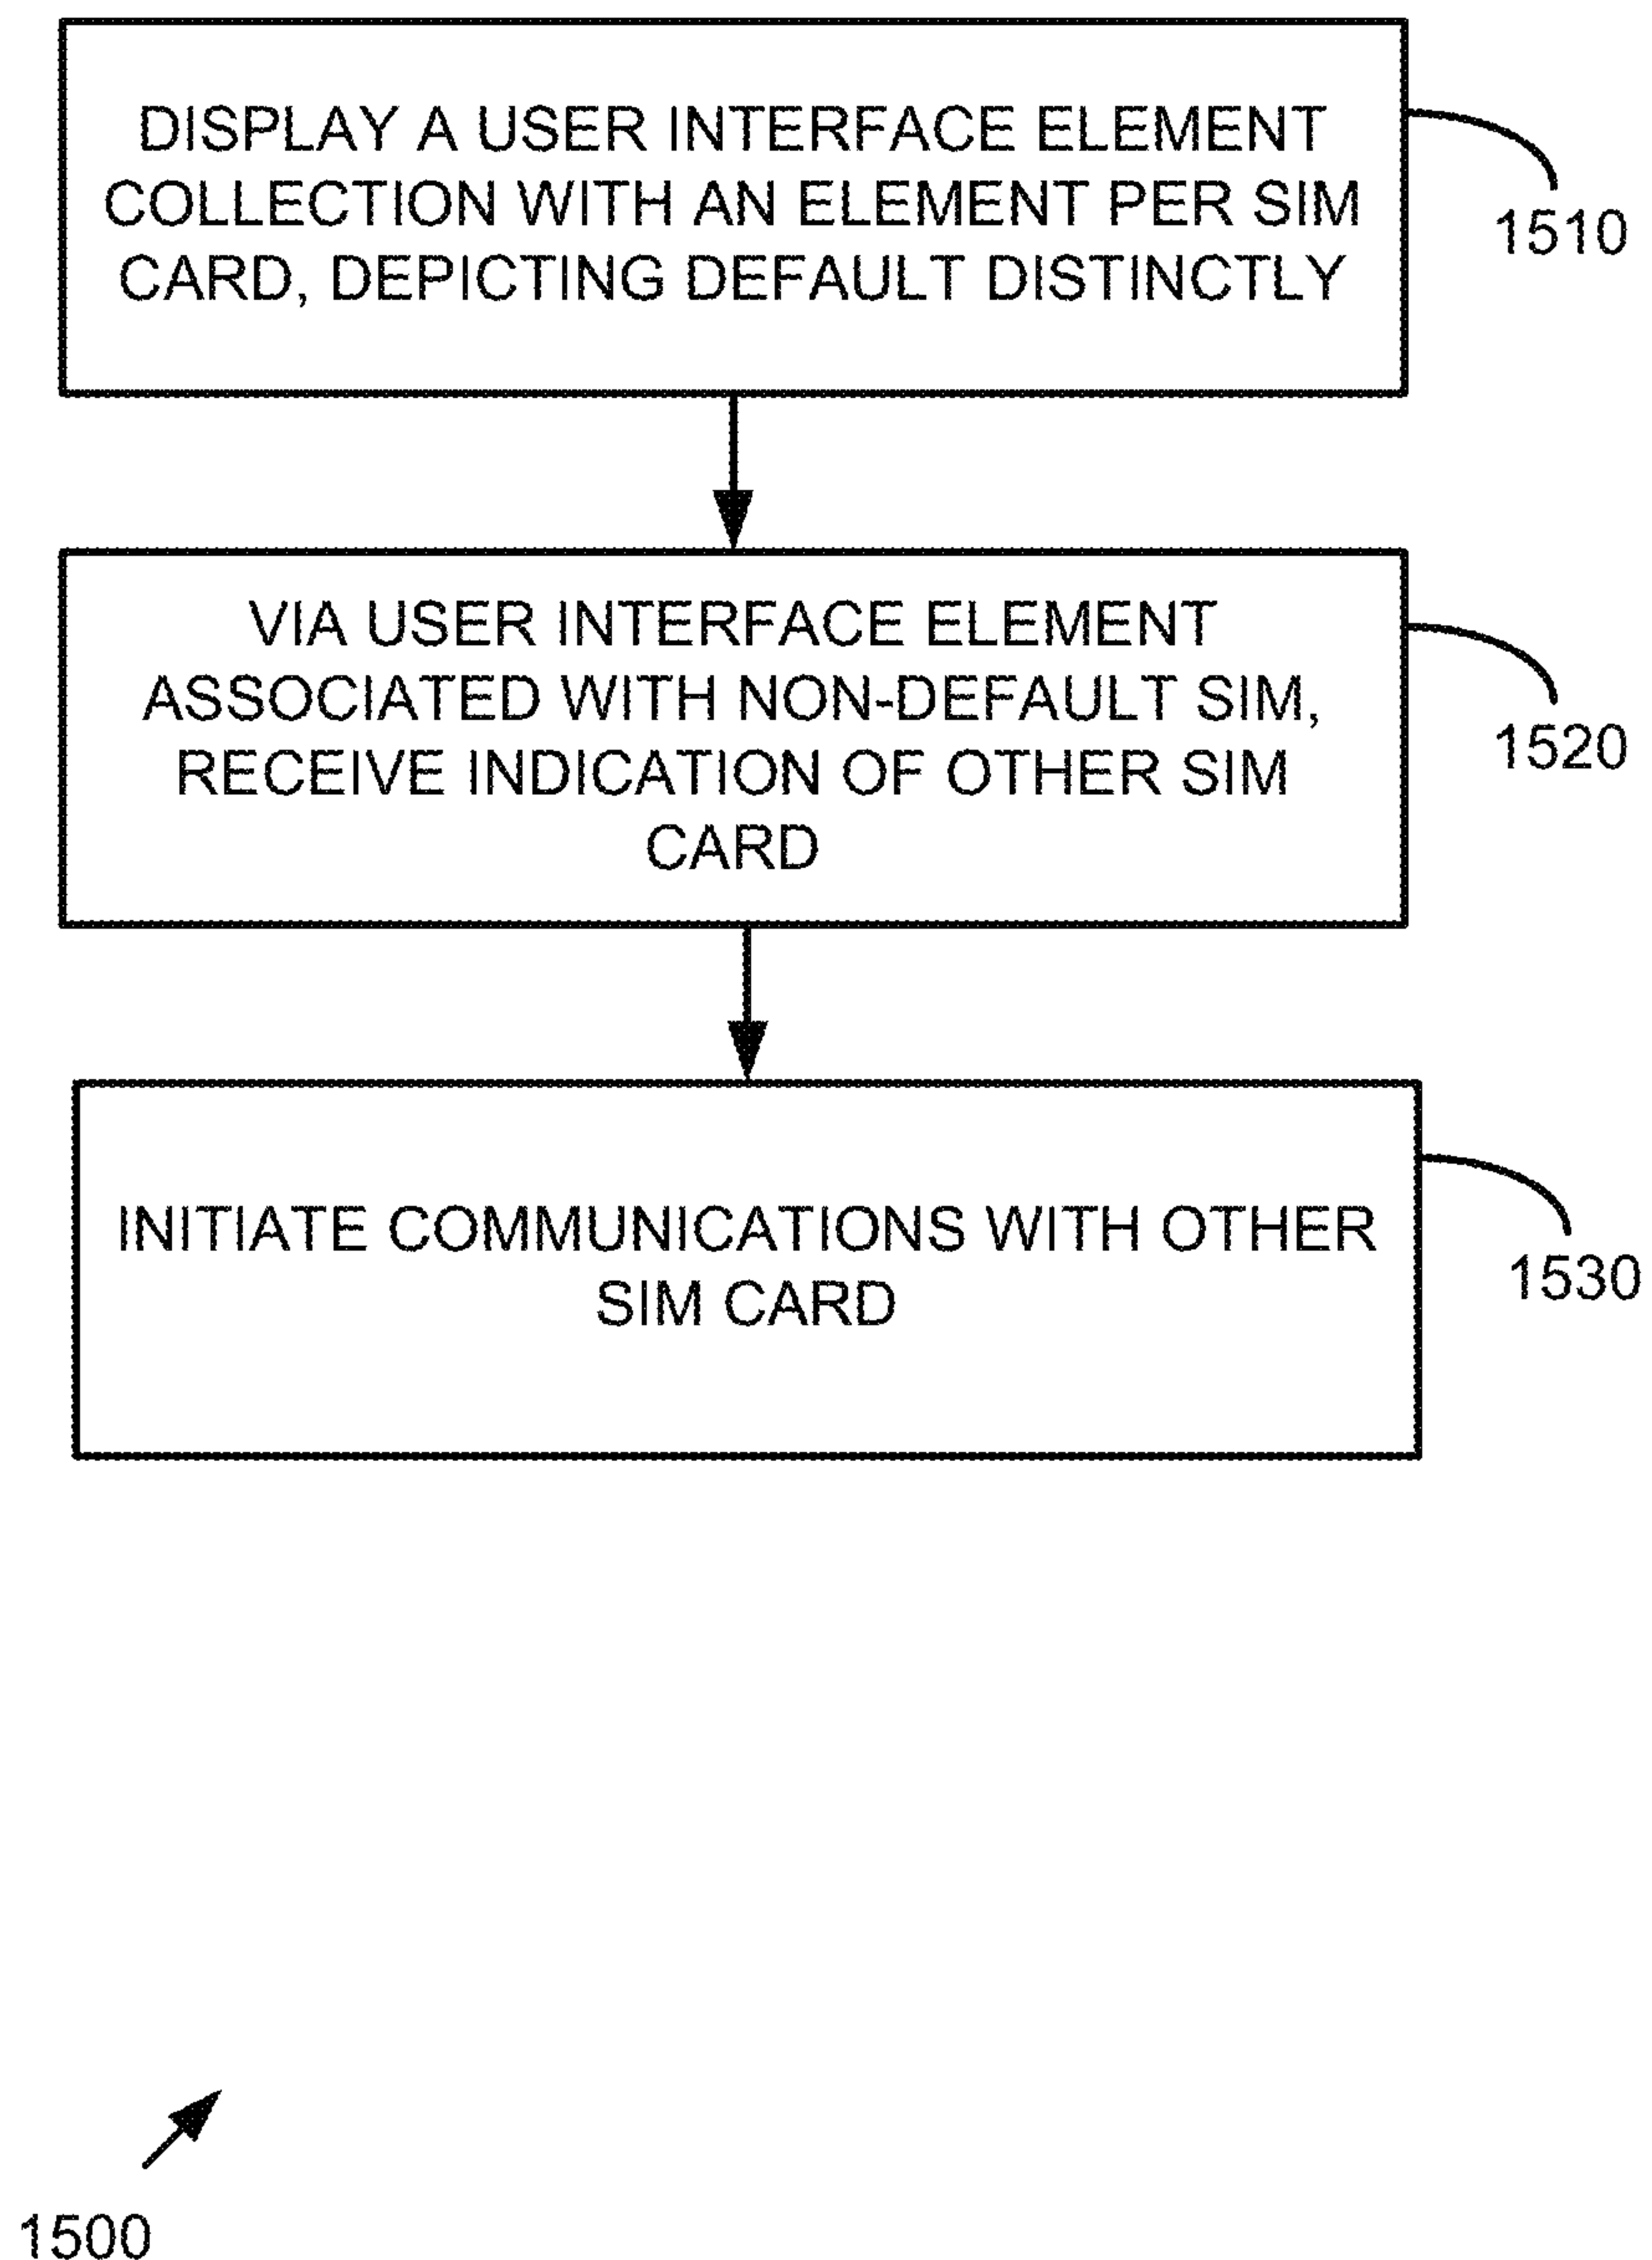 DISPLAY A USER INTERFACE ELEMENT
COLLECTION WITH AN ELEMENT PER SIM
CARD, DEPICTING DEFAULT DISTINCTLY
1510
VIA USER INTERFACE ELEMENT
ASSOCIATED WITH NON-DEFAULT SIM,
RECEIVE INDICATION OF OTHER SIM
CARD
1520
INITIATE COMMUNICATIONS WITH OTHER
SIM CARD
1530
1500